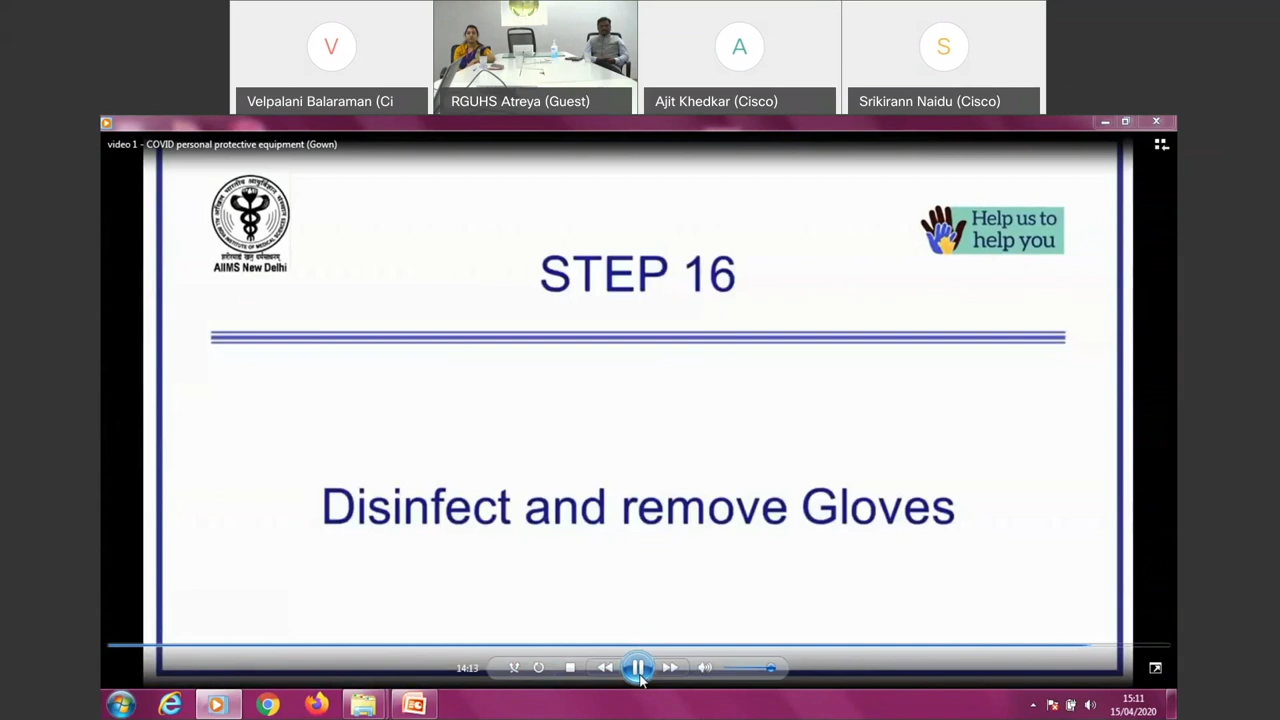 V
A
S
Velpalani Balaraman (Ci
RGUHS Atreya (Guest)
Ajit Khedkar (Cisco)
Srikirann Naidu (Cisco)
video 1 - COVID personal protective equipment (Gown)
AIIMS New Delhi
Help us to
help you
STEP 16
Disinfect and remove Gloves
14:13
15:11
15/04/2020